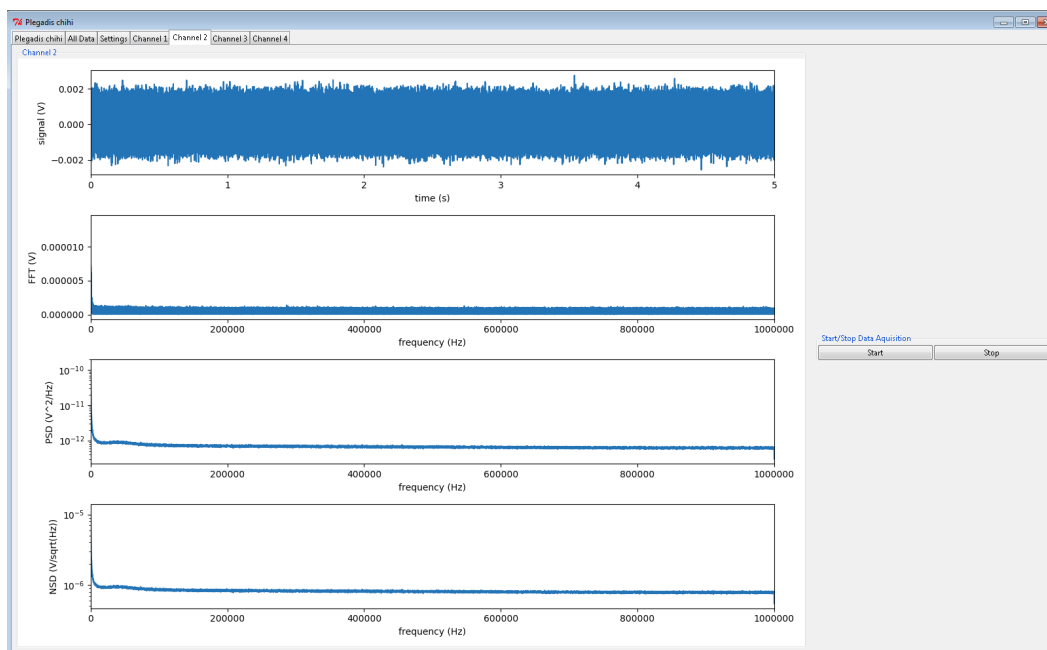 Plegadis chihi
Plegadis chihi All Data Settings Channel 1 Channel 2 Channel 3 Channel 4
Channel 2
0.002
0.000
−0.002
signal (V)
0 1 2 3 4 5
time (s)
0.000010
0.000005
0.000000
FFT (V)
0 200000 400000 600000 800000 1000000
frequency (Hz)
Start/Stop Data Aquisition
Start Stop
10⁻¹⁰
10⁻¹¹
10⁻¹²
PSD (V^2/Hz)
0 200000 400000 600000 800000 1000000
frequency (Hz)
10⁻⁵
10⁻⁶
NSD (V/sqrt(Hz))
0 200000 400000 600000 800000 1000000
frequency (Hz)